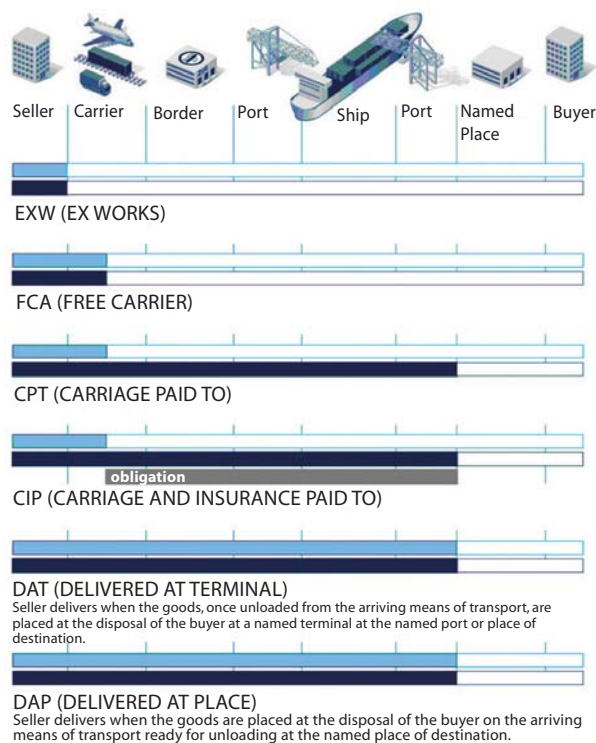 Seller Carrier Border Port Ship Port Named Place Buyer
EXW (EX WORKS)
FCA (FREE CARRIER)
CPT (CARRIAGE PAID TO)
obligation
CIP (CARRIAGE AND INSURANCE PAID TO)
DAT (DELIVERED AT TERMINAL)
Seller delivers when the goods, once unloaded from the arriving means of transport, are
placed at the disposal of the buyer at a named terminal at the named port or place of
destination.
DAP (DELIVERED AT PLACE)
Seller delivers when the goods are placed at the disposal of the buyer on the arriving
means of transport ready for unloading at the named place of destination.